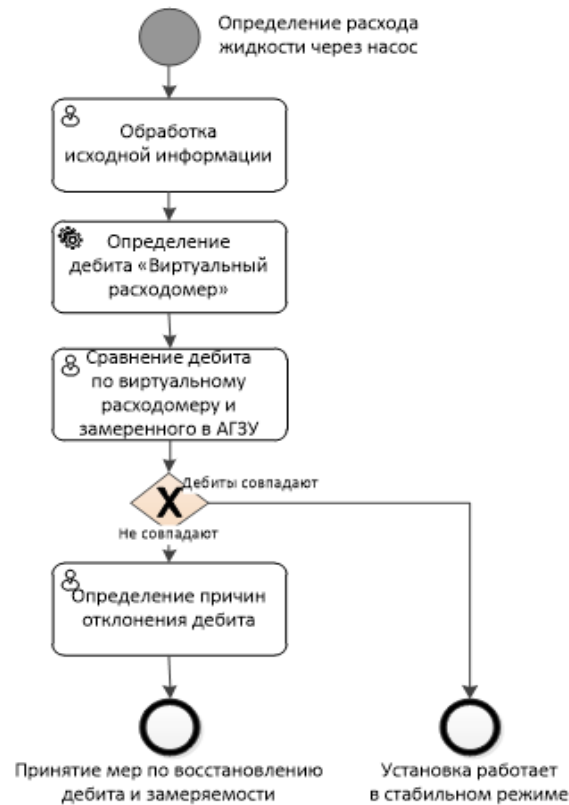 Определение расхода
жидкости через насос
Обработка
исходной информации
Определение
дебита «Виртуальный
расходомер»
Сравнение дебита
по виртуальному
расходомеру и
замеренного в АГЗУ
Дебиты совпадают
X
Не совпадают
Определение причин
отклонения дебита
Принятие мер по восстановлению
дебита и замеряемости
Установка работает
в стабильном режиме